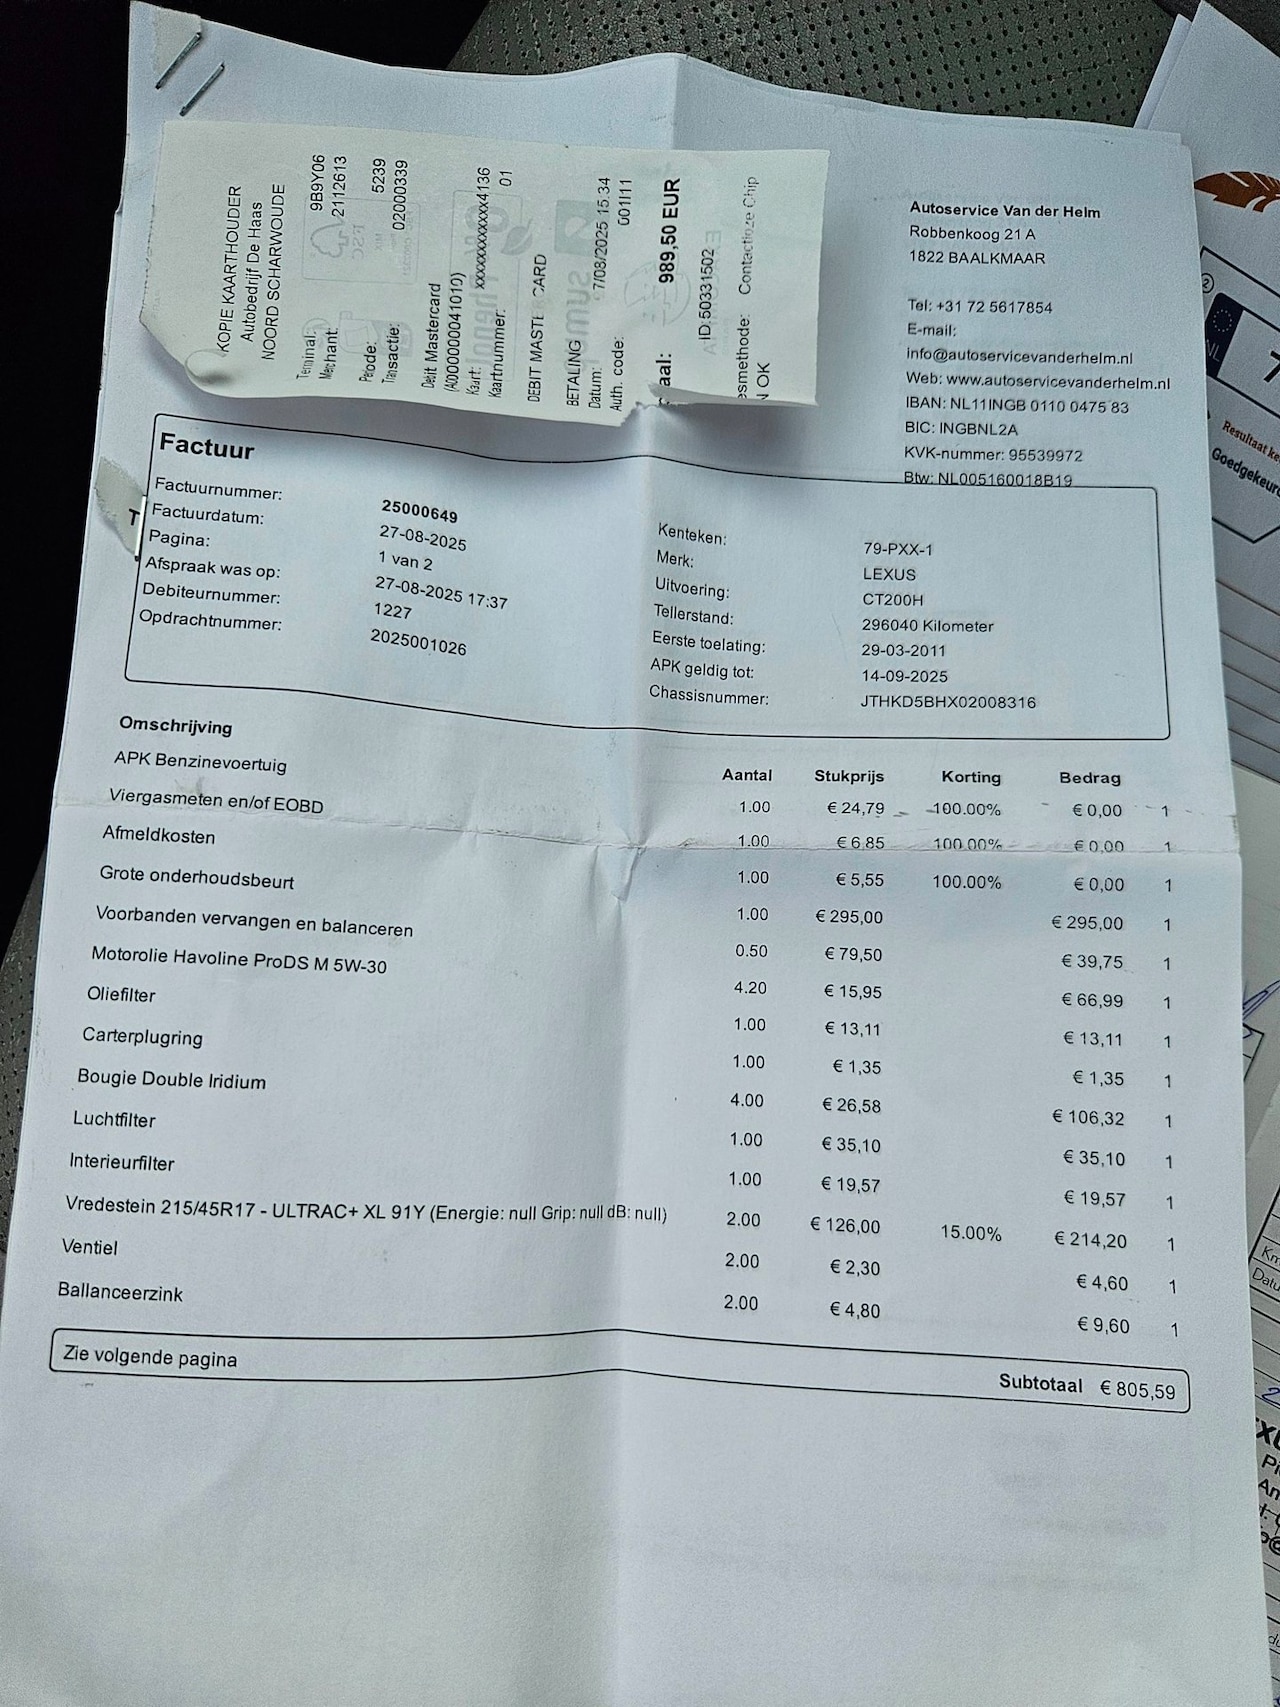 KOPIE KAARTHOUDER
Autobedrijf De Haas
NOORD SCHARWOUDE
Terminal: 9B9Y06
Merchant: 2112613
Periode: 5239
Transactie: 02000339
Debit Mastercard
(A0000000041010)
Kaart: xxxxxxxxxxxxxxx4136
Kaartnummer: 01
DEBIT MASTE CARD
BETALING
Datum: 7/08/2025 15:34
Auth. code: 001111
aal: 989,50 EUR
ID:50331502
esmethode: Contactloze Chip
N OK
Autoservice Van der Helm
Robbenkoog 21 A
1822 BAALKMAAR
Tel: +31 72 5617854
E-mail:
info@autoservicevanderhelm.nl
Web: www.autoservicevanderhelm.nl
IBAN: NL11INGB 0110 0475 83
BIC: INGBNL2A
KVK-nummer: 95539972
Btw: NL005160018B19
T
Factuur
Factuurnummer: 25000649
Factuurdatum: 27-08-2025
Pagina: 1 van 2
Afspraak was op: 27-08-2025 17:37
Debiteurnummer: 1227
Opdrachtnummer: 2025001026
Kenteken: 79-PXX-1
Merk: LEXUS
Uitvoering: CT200H
Tellerstand: 296040 Kilometer
Eerste toelating: 29-03-2011
APK geldig tot: 14-09-2025
Chassisnummer: JTHKD5BHX02008316
Omschrijving Aantal Stukprijs Korting Bedrag
APK Benzinevoertuig 1.00 € 24,79 100.00% € 0,00 1
Viergasmeten en/of EOBD 1.00 € 6,85 100.00% € 0,00 1
Afmeldkosten 1.00 € 5,55 100.00% € 0,00 1
Grote onderhoudsbeurt 1.00 € 295,00 € 295,00 1
Voorbanden vervangen en balanceren 0.50 € 79,50 € 39,75 1
Motorolie Havoline ProDS M 5W-30 4.20 € 15,95 € 66,99 1
Oliefilter 1.00 € 13,11 € 13,11 1
Carterplugring 1.00 € 1,35 € 1,35 1
Bougie Double Iridium 4.00 € 26,58 € 106,32 1
Luchtfilter 1.00 € 35,10 € 35,10 1
Interieurfilter 1.00 € 19,57 € 19,57 1
Vredestein 215/45R17 - ULTRAC+ XL 91Y (Energie: null Grip: null dB: null) 2.00 € 126,00 15.00% € 214,20 1
Ventiel 2.00 € 2,30 € 4,60 1
Ballanceerzink 2.00 € 4,80 € 9,60 1
Zie volgende pagina Subtotaal € 805,59
2
NL
7
Resultaat ke
Goedgekeur
Km
Datu